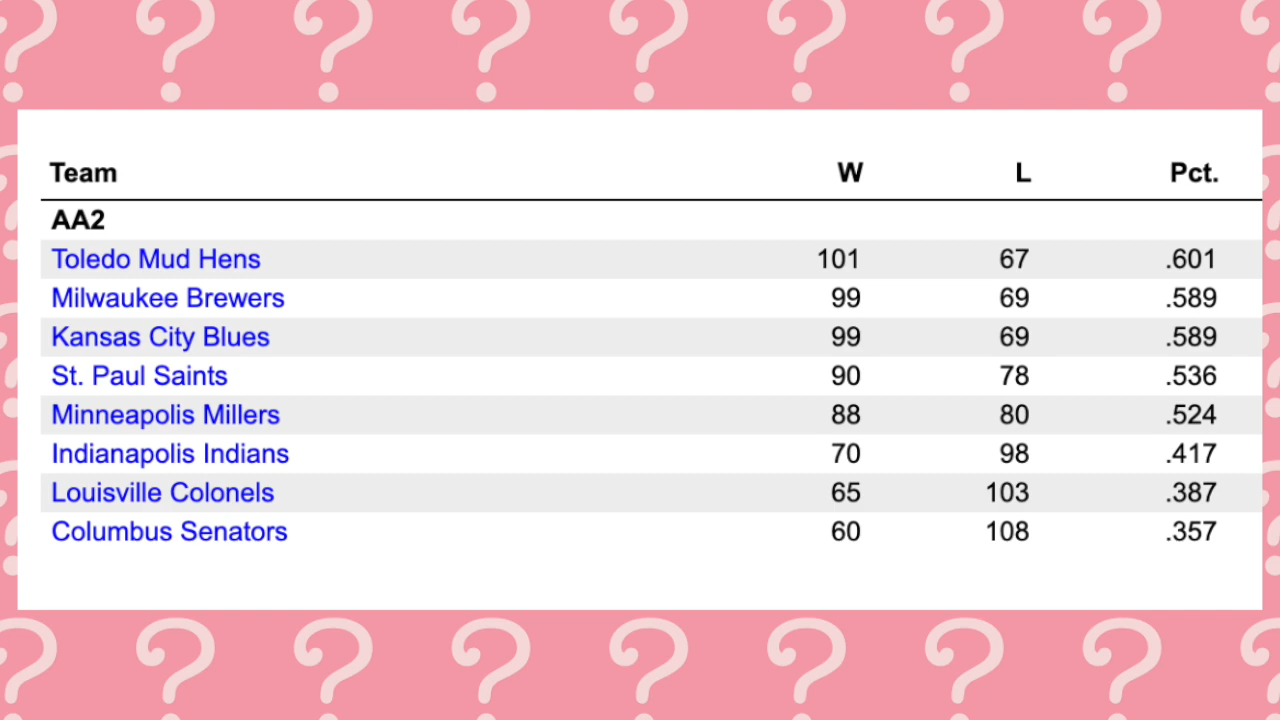 Team W L Pct.
AA2
Toledo Mud Hens 101 67 .601
Milwaukee Brewers 99 69 .589
Kansas City Blues 99 69 .589
St. Paul Saints 90 78 .536
Minneapolis Millers 88 80 .524
Indianapolis Indians 70 98 .417
Louisville Colonels 65 103 .387
Columbus Senators 60 108 .357